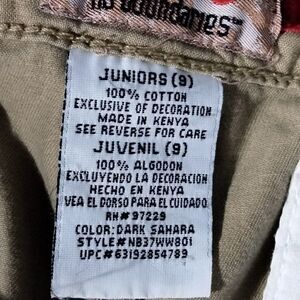 no boundaries™
JUNIORS (9)
100% COTTON
EXCLUSIVE OF DECORATION
MADE IN KENYA
SEE REVERSE FOR CARE
JUVENIL (9)
100% ALGODON
EXCLUYENDO LA DECORACION
HECHO EN KENYA
VEA EL DORSO PARA EL CUIDADO
RN# 97229
COLOR: DARK SAHARA
STYLE# NB37WW801
UPC# 63192854789